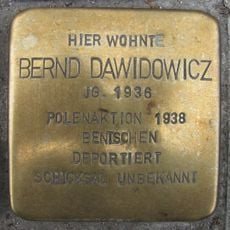 HIER WOHNTE
BERND DAWIDOWICZ
JG. 1936
POLENAKTION 1938
BENTSCHEN
DEPORTIERT
SCHICKSAL UNBEKANNT